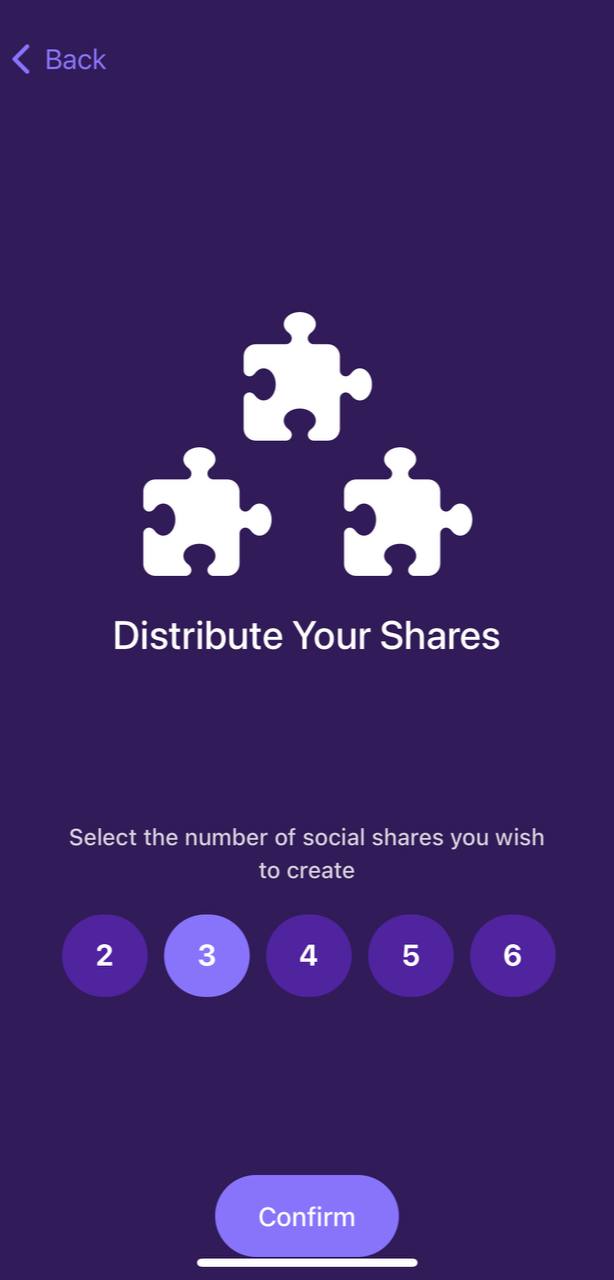 Back
Distribute Your Shares
Select the number of social shares you wish
to create
2 3 4 5 6
Confirm